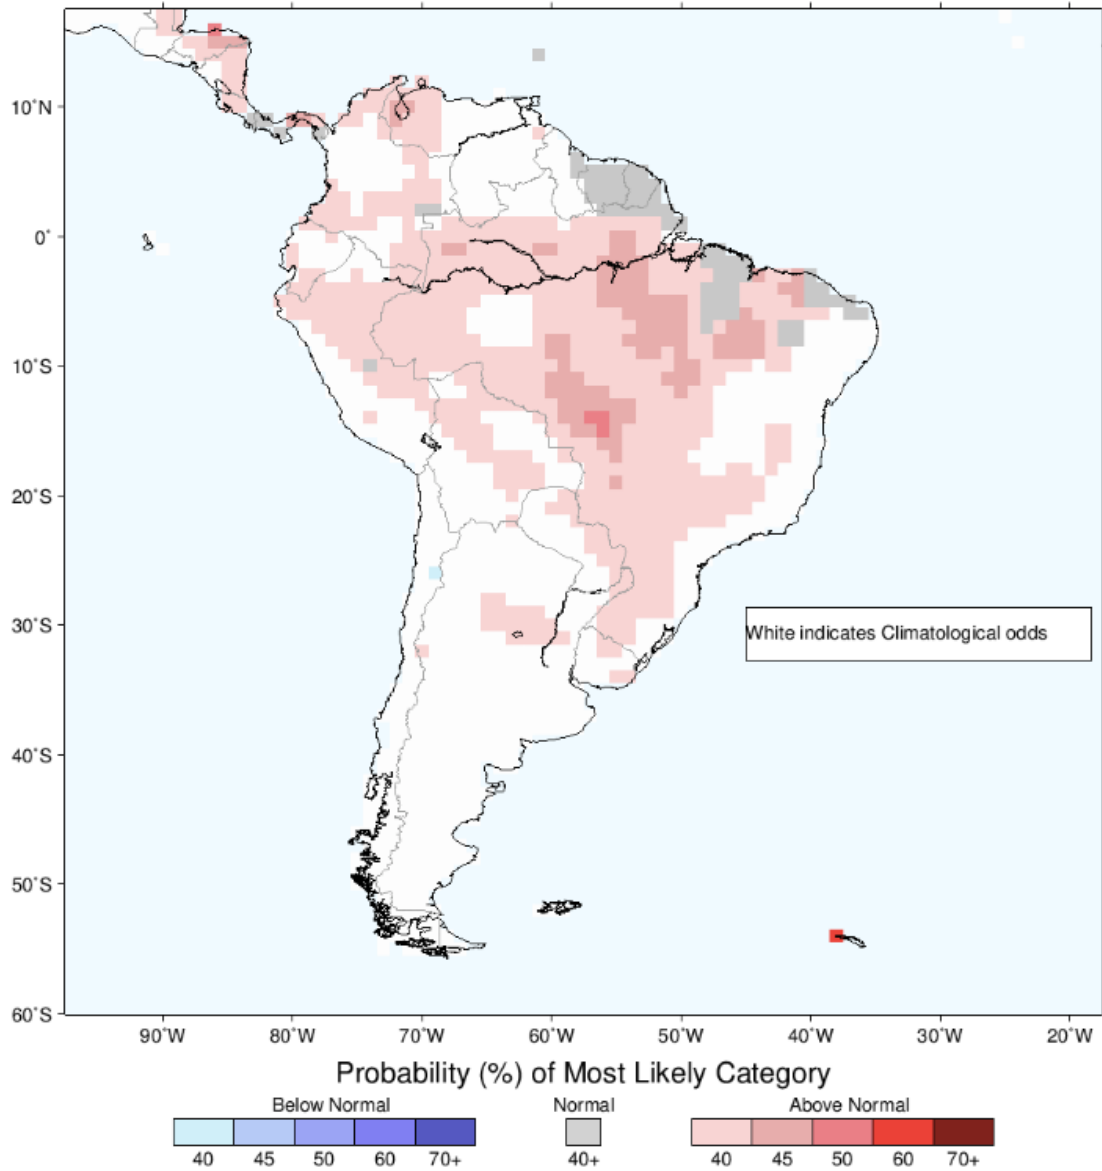 10°N
0°
10°S
20°S
30°S
White indicates Climatological odds
40°S
50°S
60°S
90°W 80°W 70°W 60°W 50°W 40°W 30°W 20°W
Probability (%) of Most Likely Category
Below Normal Normal Above Normal
40 45 50 60 70+ 40+ 40 45 50 60 70+